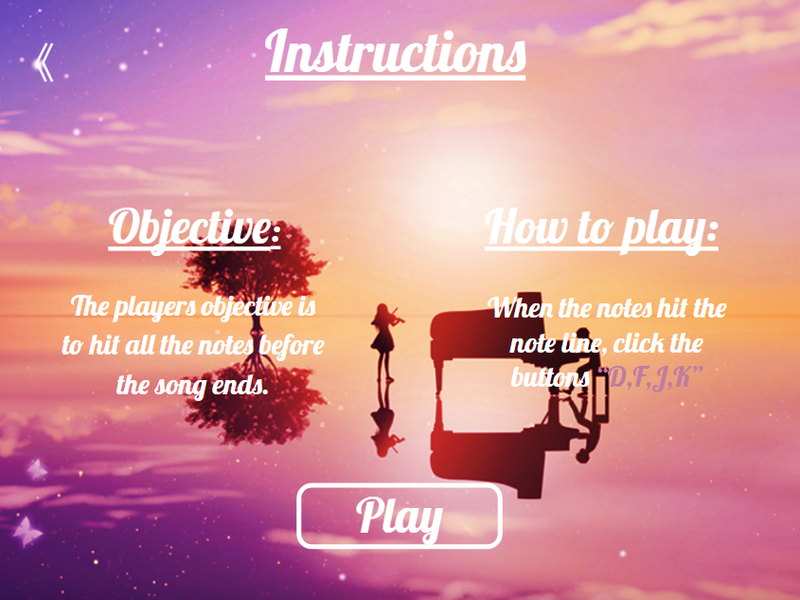 Instructions
Objective:
The players objective is
to hit all the notes before
the song ends.
How to play:
When the notes hit the
note line, click the
buttons "D,F,J,K"
Play